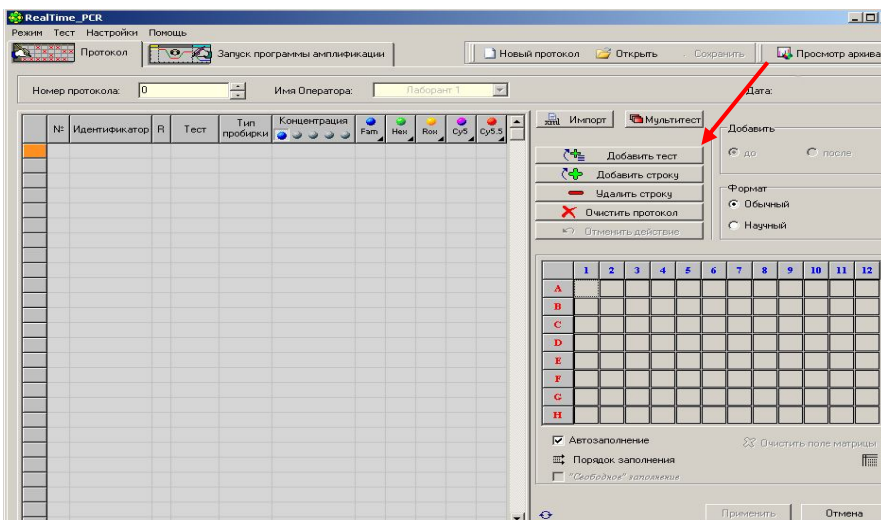 RealTime_PCR
Режим Тест Настройки Помощь
Протокол Запуск программы амплификации Новый протокол Открыть Сохранить Просмотр архива
Номер протокола: 0 Имя Оператора: Лаборант 1 Дата:
№ Идентификатор R Тест Тип пробирки Концентрация Fam Hex Rox Cy5 Cy5.5
xml Импорт Мультитест
Добавить тест
Добавить строку
Удалить строку
Очистить протокол
Отменить действие
Добавить
до после
Формат
Обычный
Научный
1 2 3 4 5 6 7 8 9 10 11 12
A
B
C
D
E
F
G
H
Автозаполнение Очистить поле матрицы
Порядок заполнения
"Свободное" заполнение
Применить Отмена